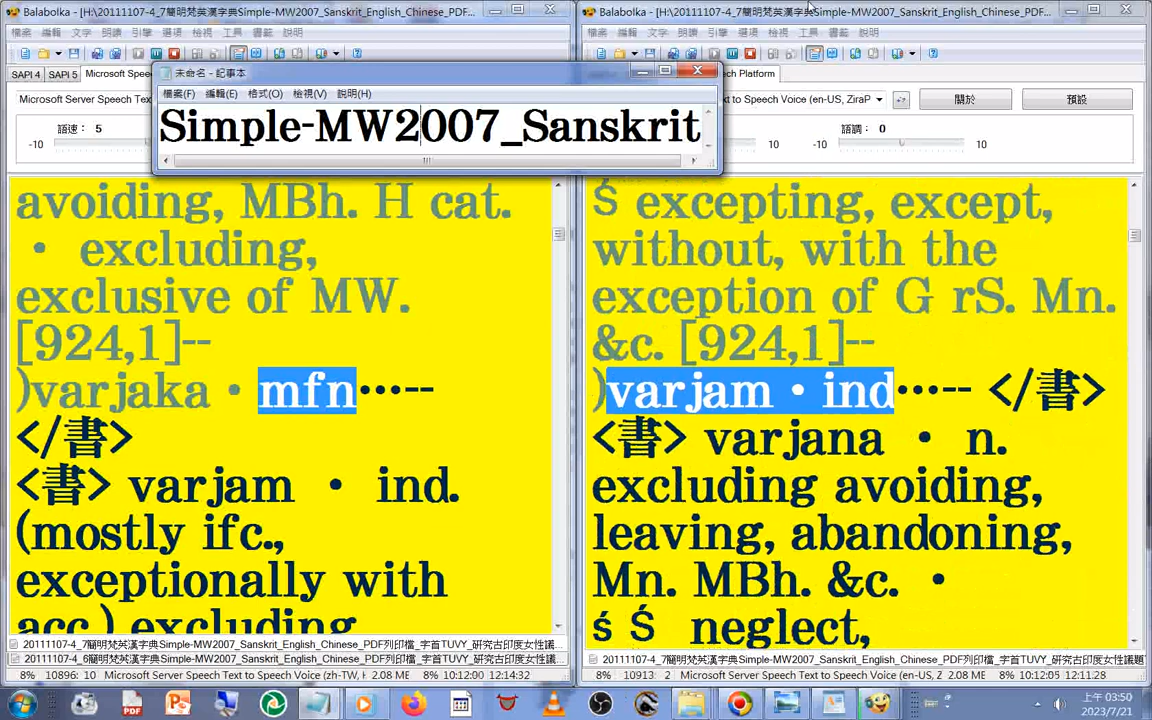 Balabolka - [H:\20111107-4_7簡明梵英漢字典Simple-MW2007_Sanskrit_English_Chinese_PDF...
檔案 編輯 文字 朗讀 引擎 選項 檢視 工具 書籤 說明
SAPI 4 SAPI 5 Microsoft Spee
Microsoft Server Speech Text
語速： 5
-10
未命名 - 記事本
檔案(F) 編輯(E) 格式(O) 檢視(V) 說明(H)
Simple-MW2007_Sanskrit
avoiding, MBh. H cat.
• excluding,
exclusive of MW.
[924,1]--
)varjaka • mfn…--
</書>
<書> varjam • ind.
(mostly ifc.,
exceptionally with
acc.) excluding
20111107-4_7簡明梵英漢字典Simple-MW2007_Sanskrit_English_Chinese_PDF列印檔_字首TUVY_研究古印度女性議...
20111107-4_6簡明梵英漢字典Simple-MW2007_Sanskrit_English_Chinese_PDF列印檔_字首TUVY_研究古印度女性議...
8% 10896: 10 Microsoft Server Speech Text to Speech Voice (zh-TW, 2.08 MB 10:12:00 12:14:32
Balabolka - [H:\20111107-4_7簡明梵英漢字典Simple-MW2007_Sanskrit_English_Chinese_PDF...
檔案 編輯 文字 朗讀 引擎 選項 檢視 工具 書籤 說明
ech Platform
t to Speech Voice (en-US, ZiraP 關於 預設
語調： 0
10 -10 10
Ś excepting, except,
without, with the
exception of G rS. Mn.
&c. [924,1]--
)varjam • ind…-- </書>
<書> varjana • n.
excluding avoiding,
leaving, abandoning,
Mn. MBh. &c. •
ś Ś neglect,
20111107-4_7簡明梵英漢字典Simple-MW2007_Sanskrit_English_Chinese_PDF列印檔_字首TUVY_研究古印度女性議題
8% 10913: 2 Microsoft Server Speech Text to Speech Voice (en-US, 2.08 MB 10:12:05 12:11:28
上午 03:50
2023/7/21